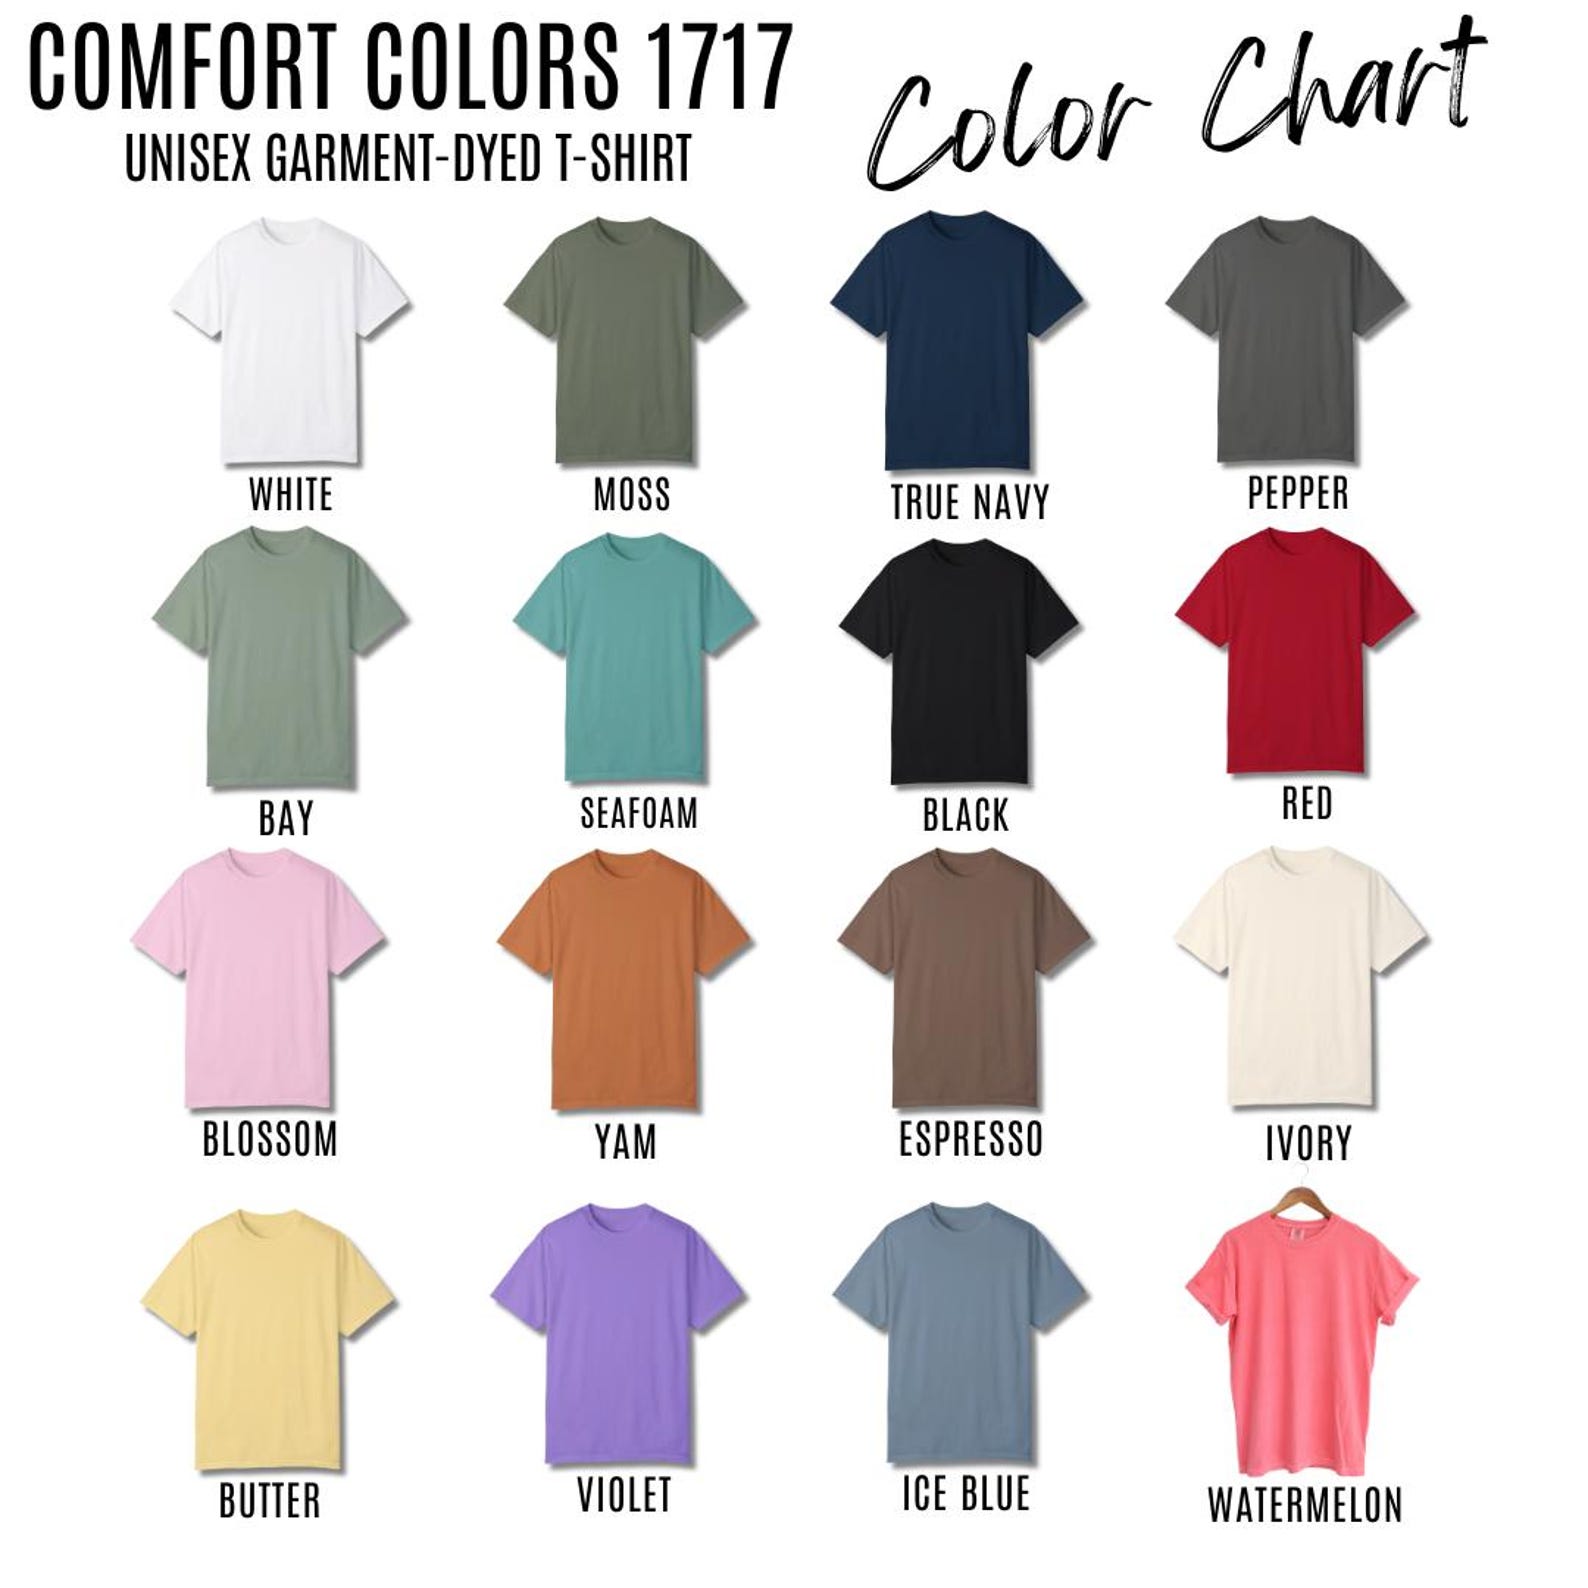 COMFORT COLORS 1717
UNISEX GARMENT-DYED T-SHIRT
Color Chart
WHITE
MOSS
TRUE NAVY
PEPPER
BAY
SEAFOAM
BLACK
RED
BLOSSOM
YAM
ESPRESSO
IVORY
BUTTER
VIOLET
ICE BLUE
WATERMELON